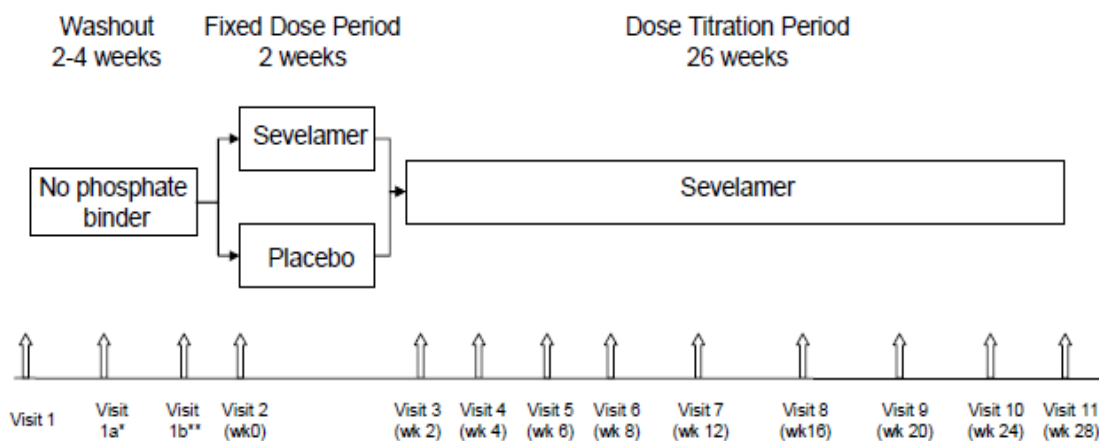 Washout
2-4 weeks
Fixed Dose Period
2 weeks
Dose Titration Period
26 weeks
No phosphate
binder
Sevelamer
Placebo
Sevelamer
Visit 1
Visit
1a*
Visit
1b**
Visit 2
(wk0)
Visit 3
(wk 2)
Visit 4
(wk 4)
Visit 5
(wk 6)
Visit 6
(wk 8)
Visit 7
(wk 12)
Visit 8
(wk16)
Visit 9
(wk 20)
Visit 10
(wk 24)
Visit 11
(wk 28)